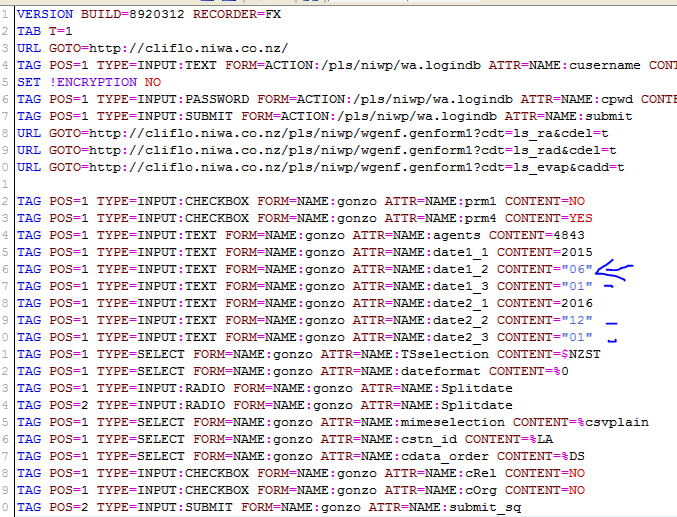 1 VERSION BUILD=8920312 RECORDER=FX
2 TAB T=1
3 URL GOTO=http://cliflo.niwa.co.nz/
4 TAG POS=1 TYPE=INPUT:TEXT FORM=ACTION:/pls/niwp/wa.logindb ATTR=NAME:cusername CONT
5 SET !ENCRYPTION NO
6 TAG POS=1 TYPE=INPUT:PASSWORD FORM=ACTION:/pls/niwp/wa.logindb ATTR=NAME:cpwd CONTE
7 TAG POS=1 TYPE=INPUT:SUBMIT FORM=ACTION:/pls/niwp/wa.logindb ATTR=NAME:submit
8 URL GOTO=http://cliflo.niwa.co.nz/pls/niwp/wgenf.genform1?cdt=ls_ra&cdel=t
9 URL GOTO=http://cliflo.niwa.co.nz/pls/niwp/wgenf.genform1?cdt=ls_rad&cdel=t
0 URL GOTO=http://cliflo.niwa.co.nz/pls/niwp/wgenf.genform1?cdt=ls_evap&cadd=t
1
2 TAG POS=1 TYPE=INPUT:CHECKBOX FORM=NAME:gonzo ATTR=NAME:prm1 CONTENT=NO
3 TAG POS=1 TYPE=INPUT:CHECKBOX FORM=NAME:gonzo ATTR=NAME:prm4 CONTENT=YES
4 TAG POS=1 TYPE=INPUT:TEXT FORM=NAME:gonzo ATTR=NAME:agents CONTENT=4843
5 TAG POS=1 TYPE=INPUT:TEXT FORM=NAME:gonzo ATTR=NAME:date1_1 CONTENT=2015
6 TAG POS=1 TYPE=INPUT:TEXT FORM=NAME:gonzo ATTR=NAME:date1_2 CONTENT="06"
7 TAG POS=1 TYPE=INPUT:TEXT FORM=NAME:gonzo ATTR=NAME:date1_3 CONTENT="01"
8 TAG POS=1 TYPE=INPUT:TEXT FORM=NAME:gonzo ATTR=NAME:date2_1 CONTENT=2016
9 TAG POS=1 TYPE=INPUT:TEXT FORM=NAME:gonzo ATTR=NAME:date2_2 CONTENT="12"
0 TAG POS=1 TYPE=INPUT:TEXT FORM=NAME:gonzo ATTR=NAME:date2_3 CONTENT="01"
1 TAG POS=1 TYPE=SELECT FORM=NAME:gonzo ATTR=NAME:TSselection CONTENT=$NZST
2 TAG POS=1 TYPE=SELECT FORM=NAME:gonzo ATTR=NAME:dateformat CONTENT=%0
3 TAG POS=1 TYPE=INPUT:RADIO FORM=NAME:gonzo ATTR=NAME:Splitdate
4 TAG POS=2 TYPE=INPUT:RADIO FORM=NAME:gonzo ATTR=NAME:Splitdate
5 TAG POS=1 TYPE=SELECT FORM=NAME:gonzo ATTR=NAME:mimeselection CONTENT=%csvplain
6 TAG POS=1 TYPE=SELECT FORM=NAME:gonzo ATTR=NAME:cstn_id CONTENT=%LA
7 TAG POS=1 TYPE=SELECT FORM=NAME:gonzo ATTR=NAME:cdata_order CONTENT=%DS
8 TAG POS=1 TYPE=INPUT:CHECKBOX FORM=NAME:gonzo ATTR=NAME:cRel CONTENT=NO
9 TAG POS=1 TYPE=INPUT:CHECKBOX FORM=NAME:gonzo ATTR=NAME:cOrg CONTENT=NO
0 TAG POS=2 TYPE=INPUT:SUBMIT FORM=NAME:gonzo ATTR=NAME:submit_sq